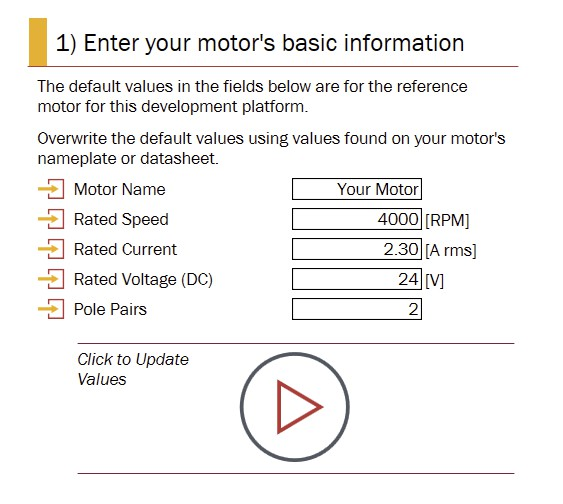 1) Enter your motor's basic information
The default values in the fields below are for the reference
motor for this development platform.
Overwrite the default values using values found on your motor's
nameplate or datasheet.
Motor Name Your Motor
Rated Speed 4000 [RPM]
Rated Current 2.30 [A rms]
Rated Voltage (DC) 24 [V]
Pole Pairs 2
Click to Update
Values